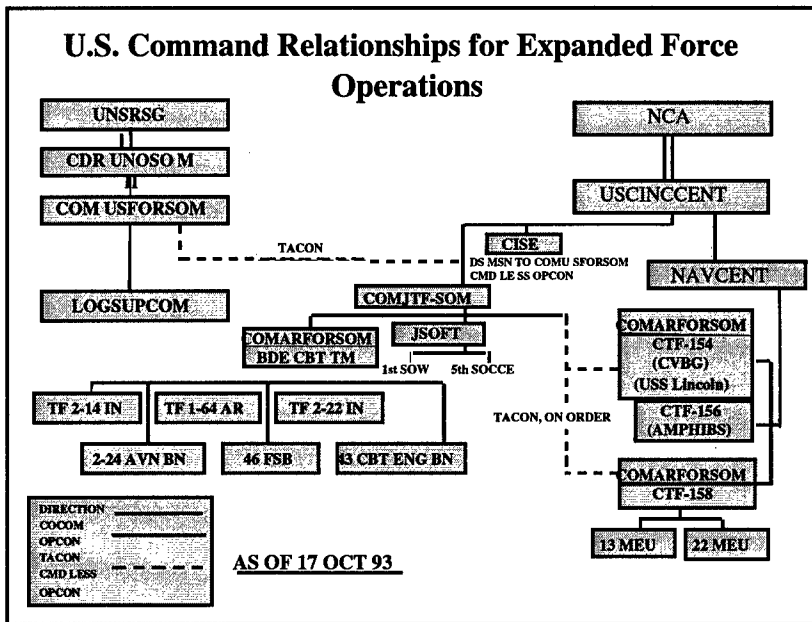 U.S. Command Relationships for Expanded Force
Operations
UNSRSG
CDR UNOSO M
II
COM USFORSOM
LOGSUPCOM
TACON
NCA
USCINCCENT
CISE
DS MSN TO COMU SFORSOM
CMD LE SS OPCON
NAVCENT
COMJTF-SOM
COMARFORSOM
BDE CBT TM
JSOFT
1st SOW
5th SOCCE
COMARFORSOM
CTF-154
(CVBG)
(USS Lincoln)
CTF-156
(AMPHIBS)
TACON, ON ORDER
TF 2-14 IN
TF 1-64 AR
TF 2-22 IN
2-24 AVN BN
46 FSB
43 CBT ENG BN
COMARFORSOM
CTF-158
13 MEU
22 MEU
DIRECTION
COCOM
OPCON
TACON
CMD LESS
OPCON
AS OF 17 OCT 93